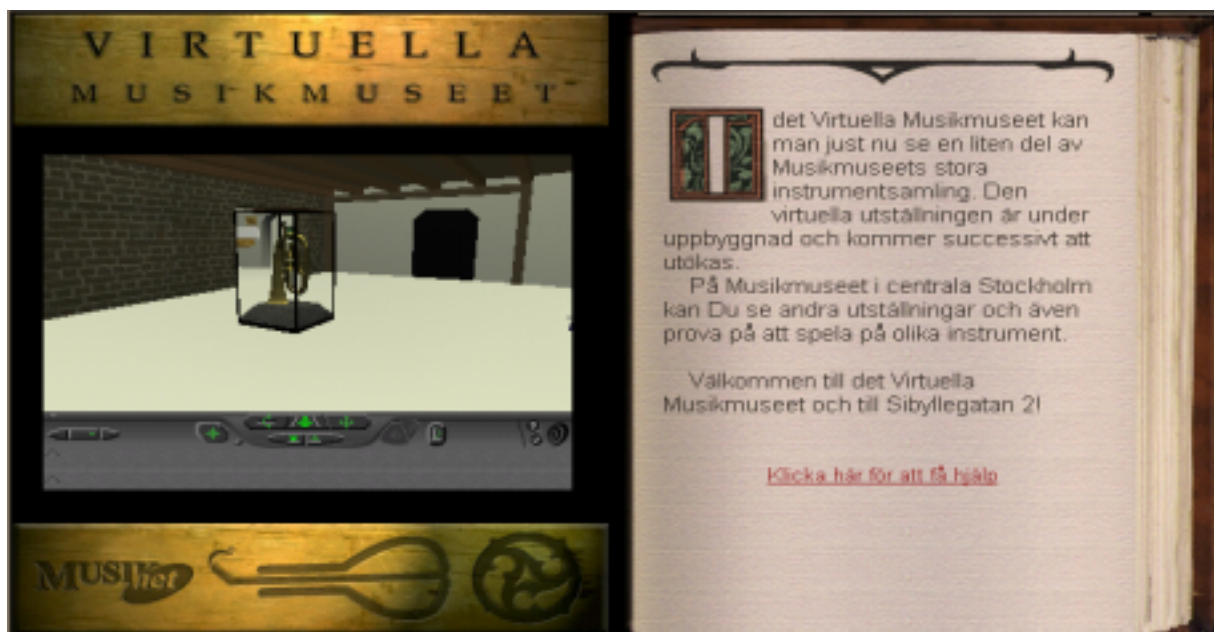 VIRTUELLA
MUSIKMUSEET
I det Virtuella Musikmuseet kan
man just nu se en liten del av
Musikmuseets stora
instrumentsamling. Den
virtuella utställningen är under
uppbyggnad och kommer successivt att
utökas.
På Musikmuseet i centrala Stockholm
kan Du se andra utställningar och även
prova på att spela på olika instrument.
Välkommen till det Virtuella
Musikmuseet och till Sibyllegatan 2!
Klicka här för att få hjälp
MUSIKnet